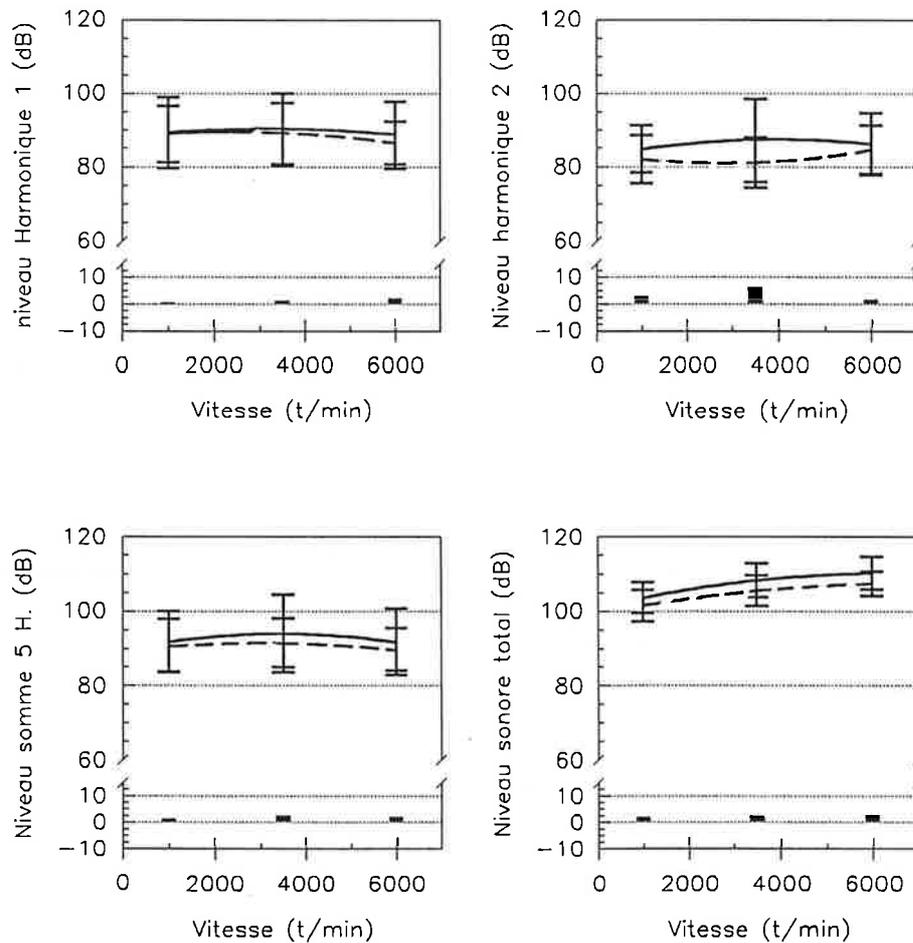 niveau Harmonique 1 (dB)
120
100
80
60
10
0
−10
0 2000 4000 6000
Vitesse (t/min)
Niveau harmonique 2 (dB)
120
100
80
60
10
0
−10
0 2000 4000 6000
Vitesse (t/min)
Niveau somme 5 H. (dB)
120
100
80
60
10
0
−10
0 2000 4000 6000
Vitesse (t/min)
Niveau sonore total (dB)
120
100
80
60
10
0
−10
0 2000 4000 6000
Vitesse (t/min)